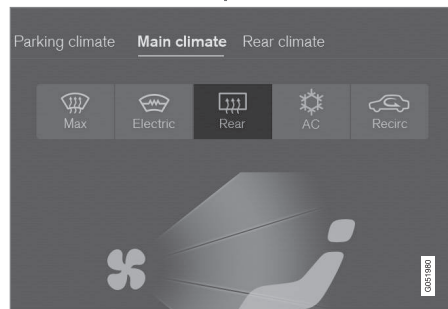 Parking climate Main climate Rear climate
Max Electric Rear AC Recirc
G051980